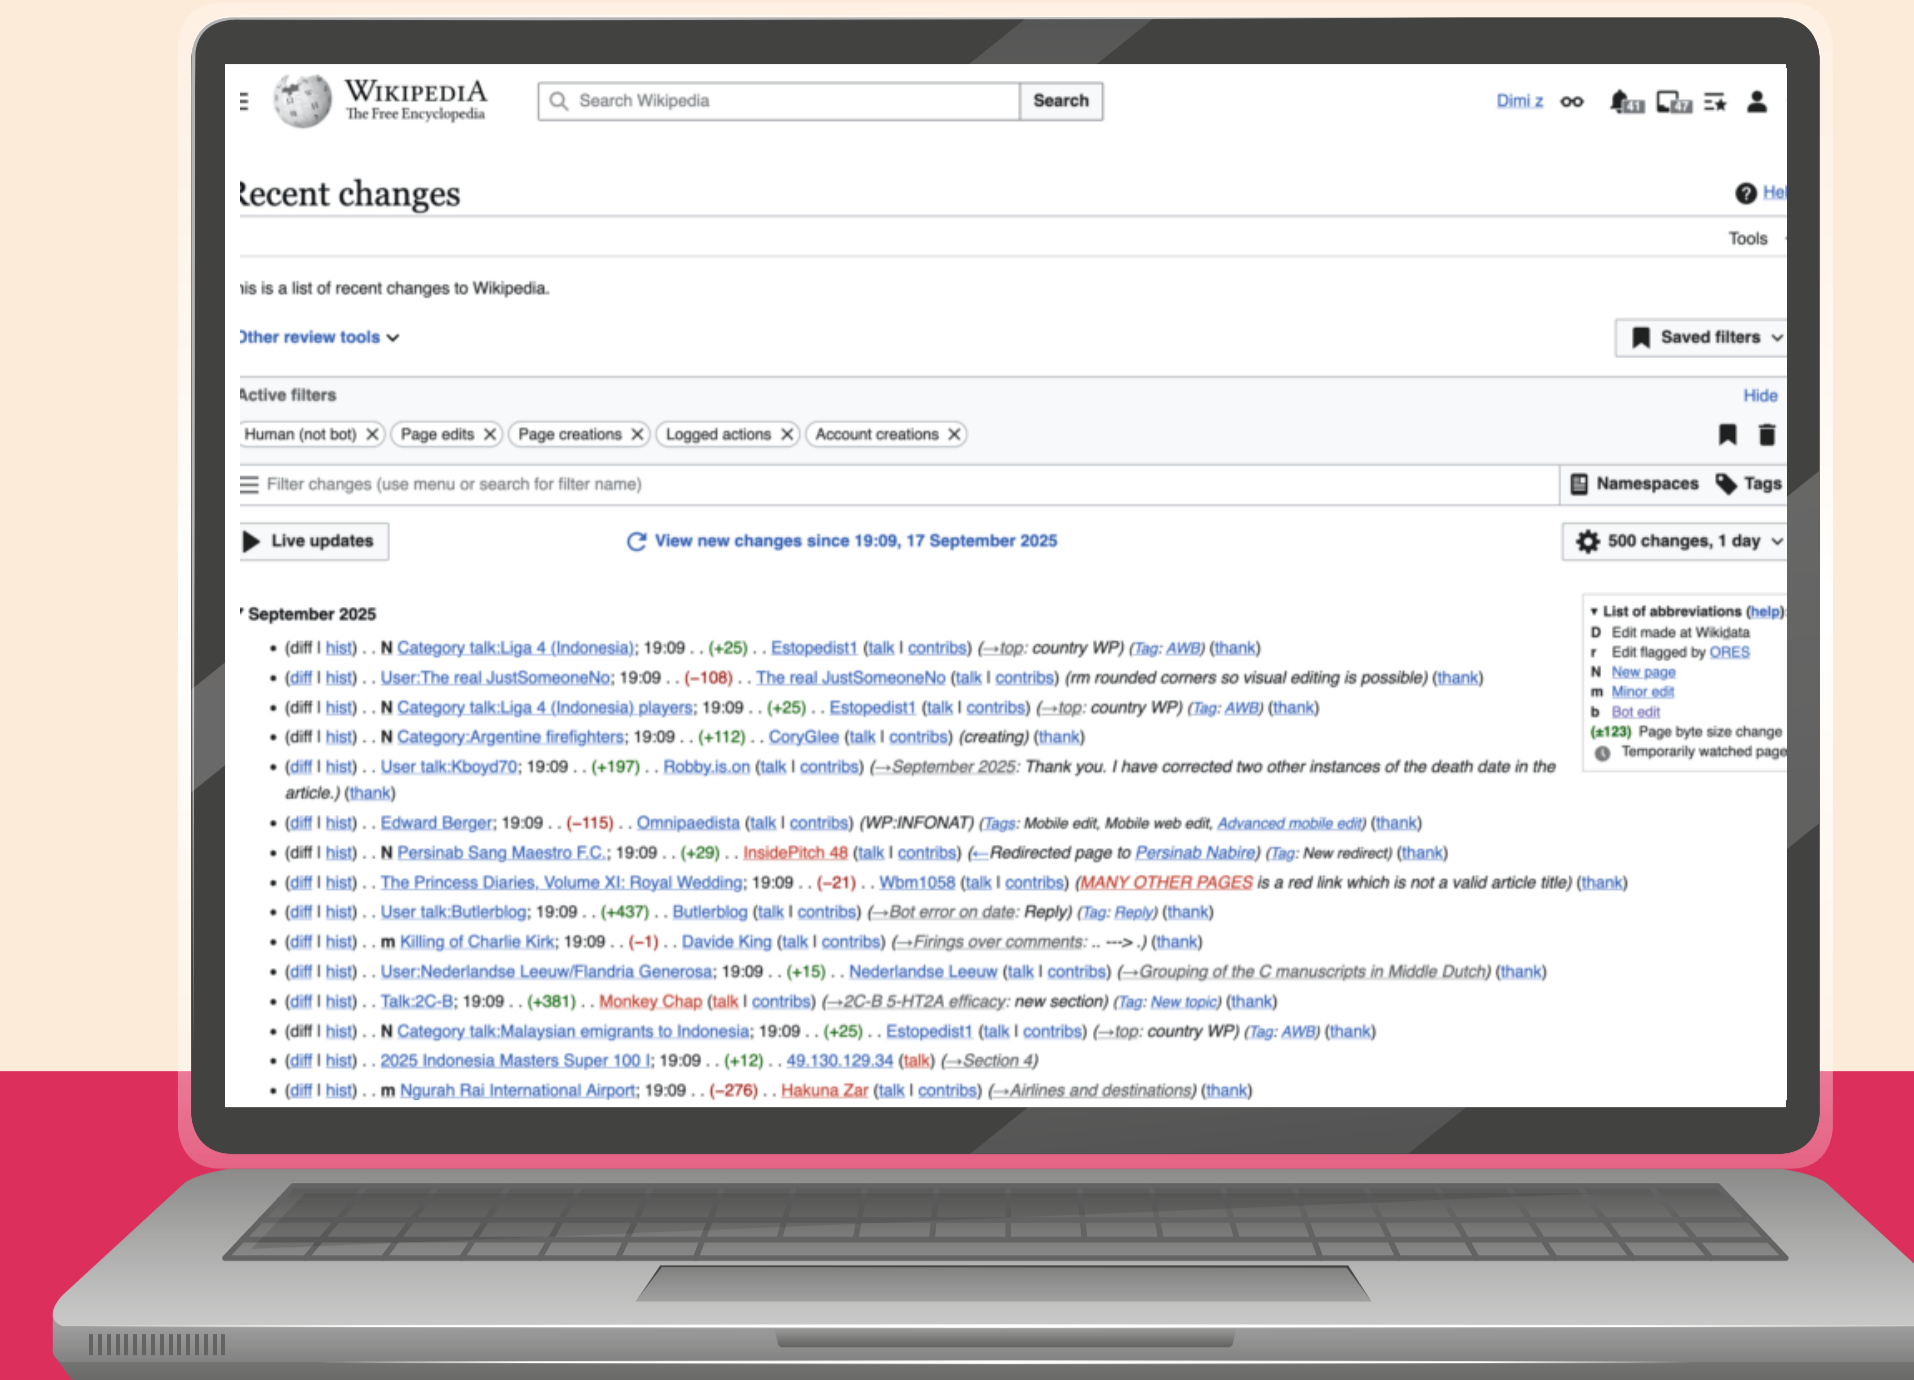 WIKIPEDIA
The Free Encyclopedia
Search Wikipedia
Search
Dimi z
41
47
Recent changes
Hel
Tools
his is a list of recent changes to Wikipedia.
Other review tools
Saved filters
Active filters
Hide
Human (not bot) Page edits Page creations Logged actions Account creations
Filter changes (use menu or search for filter name)
Namespaces
Tags
Live updates
View new changes since 19:09, 17 September 2025
500 changes, 1 day
September 2025
• (diff | hist) . . N Category talk:Liga 4 (Indonesia); 19:09 . . (+25) . . Estopedist1 (talk | contribs) (→top: country WP) (Tag: AWB) (thank)
• (diff | hist) . . User:The real JustSomeoneNo; 19:09 . . (−108) . . The real JustSomeoneNo (talk | contribs) (rm rounded corners so visual editing is possible) (thank)
• (diff | hist) . . N Category talk:Liga 4 (Indonesia) players; 19:09 . . (+25) . . Estopedist1 (talk | contribs) (→top: country WP) (Tag: AWB) (thank)
• (diff | hist) . . N Category:Argentine firefighters; 19:09 . . (+112) . . CoryGlee (talk | contribs) (creating) (thank)
• (diff | hist) . . User talk:Kboyd70; 19:09 . . (+197) . . Robby.is.on (talk | contribs) (→September 2025: Thank you. I have corrected two other instances of the death date in the
article.) (thank)
• (diff | hist) . . Edward Berger; 19:09 . . (−115) . . Omnipaedista (talk | contribs) (WP:INFONAT) (Tags: Mobile edit, Mobile web edit, Advanced mobile edit) (thank)
• (diff | hist) . . N Persinab Sang Maestro F.C.; 19:09 . . (+29) . . InsidePitch 48 (talk | contribs) (←Redirected page to Persinab Nabire) (Tag: New redirect) (thank)
• (diff | hist) . . The Princess Diaries, Volume XI: Royal Wedding; 19:09 . . (−21) . . Wbm1058 (talk | contribs) (MANY OTHER PAGES is a red link which is not a valid article title) (thank)
• (diff | hist) . . User talk:Butlerblog; 19:09 . . (+437) . . Butlerblog (talk | contribs) (→Bot error on date: Reply) (Tag: Reply) (thank)
• (diff | hist) . . m Killing of Charlie Kirk; 19:09 . . (−1) . . Davide King (talk | contribs) (→Firings over comments: .. ---> .) (thank)
• (diff | hist) . . User:Nederlandse Leeuw/Flandria Generosa; 19:09 . . (+15) . . Nederlandse Leeuw (talk | contribs) (→Grouping of the C manuscripts in Middle Dutch) (thank)
• (diff | hist) . . Talk:2C-B; 19:09 . . (+381) . . Monkey Chap (talk | contribs) (→2C-B 5-HT2A efficacy: new section) (Tag: New topic) (thank)
• (diff | hist) . . N Category talk:Malaysian emigrants to Indonesia; 19:09 . . (+25) . . Estopedist1 (talk | contribs) (→top: country WP) (Tag: AWB) (thank)
• (diff | hist) . . 2025 Indonesia Masters Super 100 I; 19:09 . . (+12) . . 49.130.129.34 (talk) (→Section 4)
• (diff | hist) . . m Ngurah Rai International Airport; 19:09 . . (−276) . . Hakuna Zar (talk | contribs) (→Airlines and destinations) (thank)
▾ List of abbreviations (help):
D Edit made at Wikidata
r Edit flagged by ORES
N New page
m Minor edit
b Bot edit
(±123) Page byte size change
Temporarily watched page